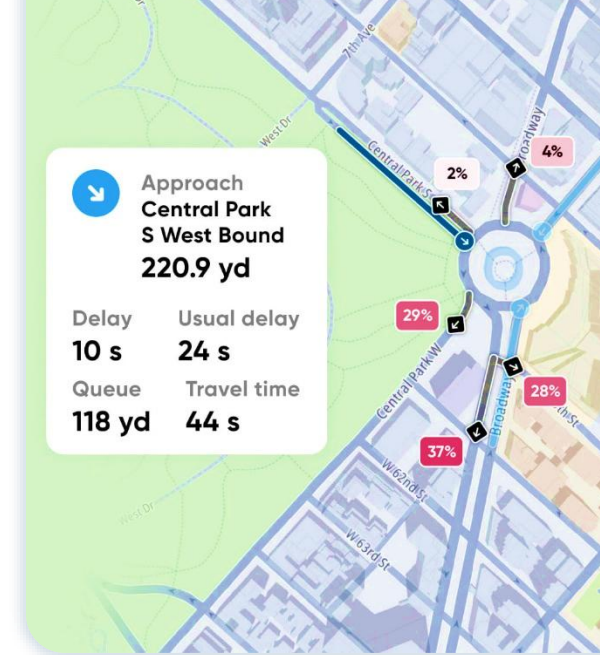 7th Ave
West Dr
Central Park S
Broadway
2%
4%
Approach
Central Park
S West Bound
220.9 yd
Delay
Usual delay
10 s
24 s
Queue
Travel time
118 yd
44 s
29%
28%
37%
Central Park W
Broadway
th St
W 62nd St
W 63rd St
West Dr